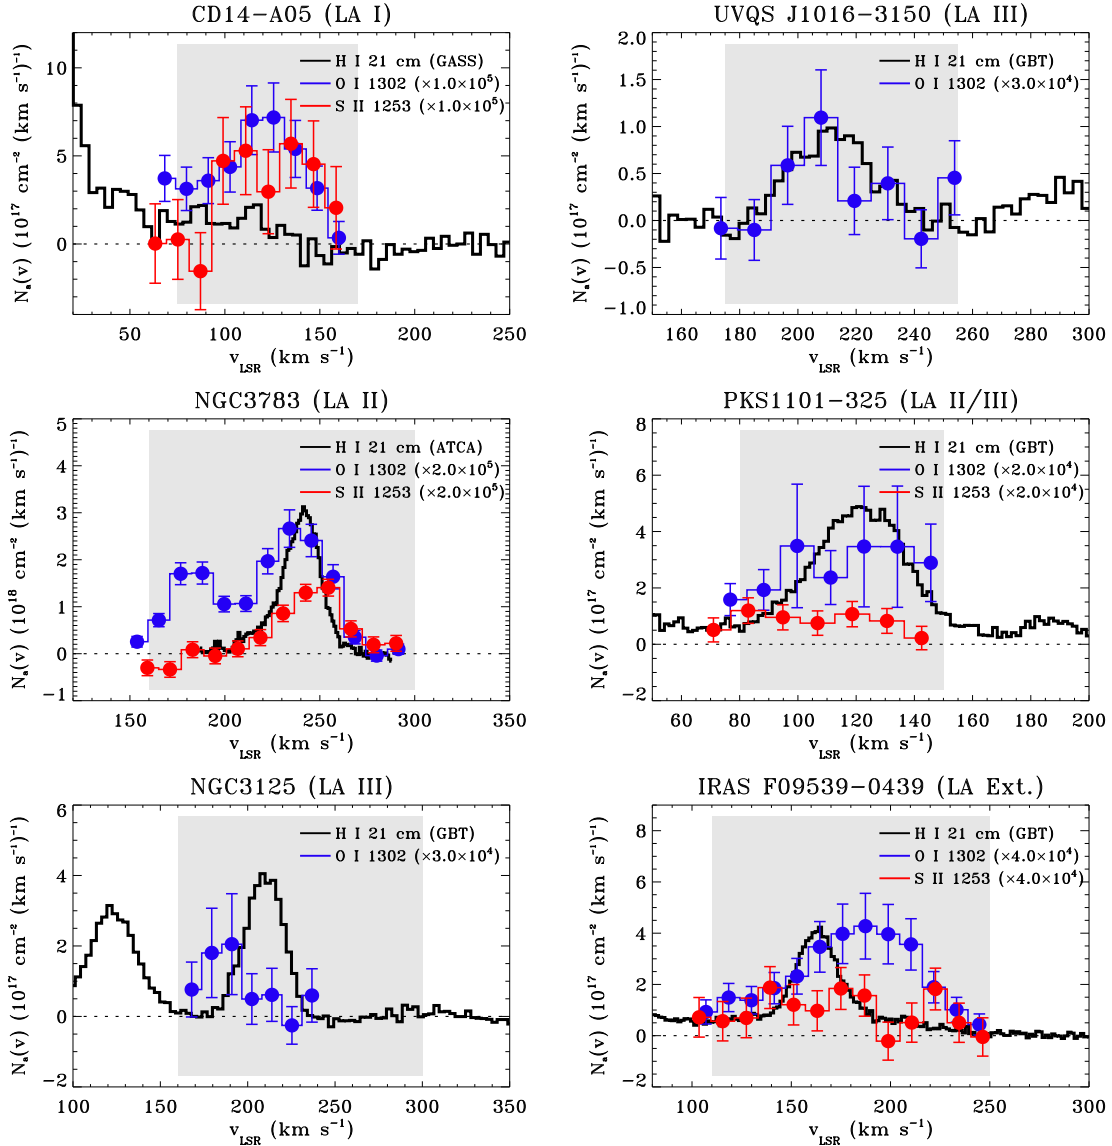 CD14-A05 (LA I)
H I 21 cm (GASS)
O I 1302 (×1.0×10⁵)
S II 1253 (×1.0×10⁵)
Nₐ(v) (10¹⁷ cm⁻² (km s⁻¹)⁻¹)
10
5
0
50 100 150 200 250
v_LSR (km s⁻¹)
UVQS J1016-3150 (LA III)
H I 21 cm (GBT)
O I 1302 (×3.0×10⁴)
Nₐ(v) (10¹⁷ cm⁻² (km s⁻¹)⁻¹)
2.0
1.5
1.0
0.5
0.0
-0.5
-1.0
160 180 200 220 240 260 280 300
v_LSR (km s⁻¹)
NGC3783 (LA II)
H I 21 cm (ATCA)
O I 1302 (×2.0×10⁵)
S II 1253 (×2.0×10⁵)
Nₐ(v) (10¹⁸ cm⁻² (km s⁻¹)⁻¹)
5
4
3
2
1
0
-1
150 200 250 300 350
v_LSR (km s⁻¹)
PKS1101-325 (LA II/III)
H I 21 cm (GBT)
O I 1302 (×2.0×10⁴)
S II 1253 (×2.0×10⁴)
Nₐ(v) (10¹⁷ cm⁻² (km s⁻¹)⁻¹)
8
6
4
2
0
-2
60 80 100 120 140 160 180 200
v_LSR (km s⁻¹)
NGC3125 (LA III)
H I 21 cm (GBT)
O I 1302 (×3.0×10⁴)
Nₐ(v) (10¹⁷ cm⁻² (km s⁻¹)⁻¹)
6
4
2
0
-2
100 150 200 250 300 350
v_LSR (km s⁻¹)
IRAS F09539-0439 (LA Ext.)
H I 21 cm (GBT)
O I 1302 (×4.0×10⁴)
S II 1253 (×4.0×10⁴)
Nₐ(v) (10¹⁷ cm⁻² (km s⁻¹)⁻¹)
8
6
4
2
0
-2
100 150 200 250 300
v_LSR (km s⁻¹)